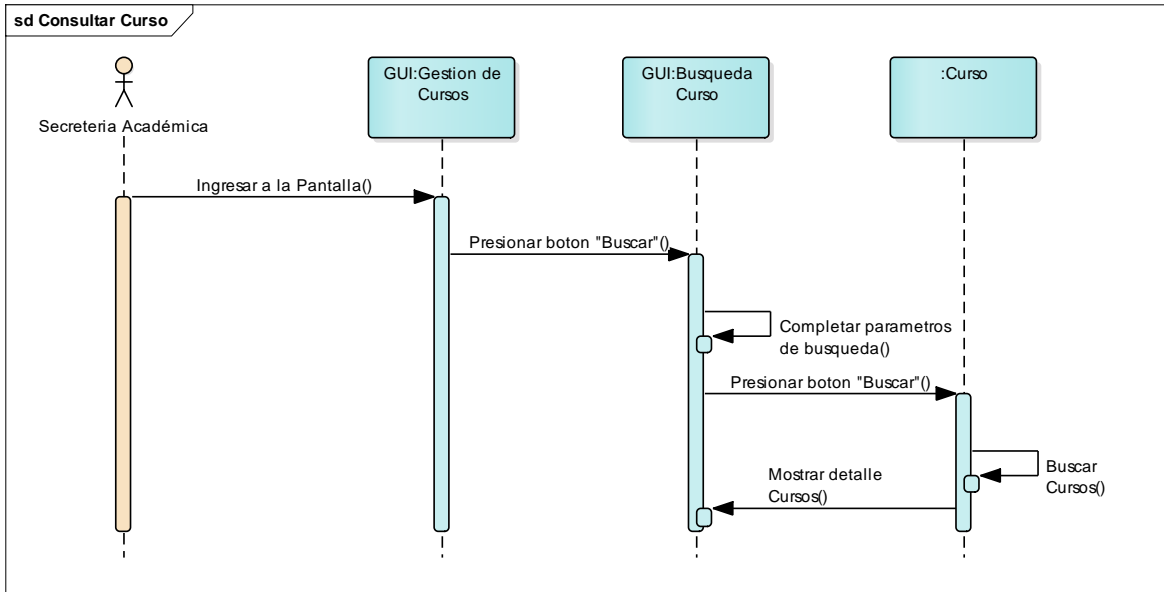 sd Consultar Curso
GUI:Gestion de
Cursos
GUI:Busqueda
Curso
:Curso
Secreteria Académica
Ingresar a la Pantalla()
Presionar boton "Buscar"()
Completar parametros
de busqueda()
Presionar boton "Buscar"()
Buscar
Cursos()
Mostrar detalle
Cursos()